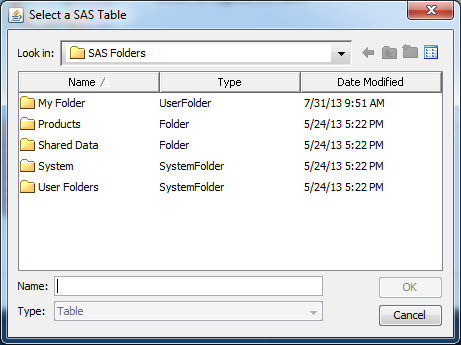 Select a SAS Table
Look in: SAS Folders
Name Type Date Modified
My Folder UserFolder 7/31/13 9:51 AM
Products Folder 5/24/13 5:22 PM
Shared Data Folder 5/24/13 5:22 PM
System SystemFolder 5/24/13 5:22 PM
User Folders SystemFolder 5/24/13 5:22 PM
Name: OK
Type: Table
Cancel